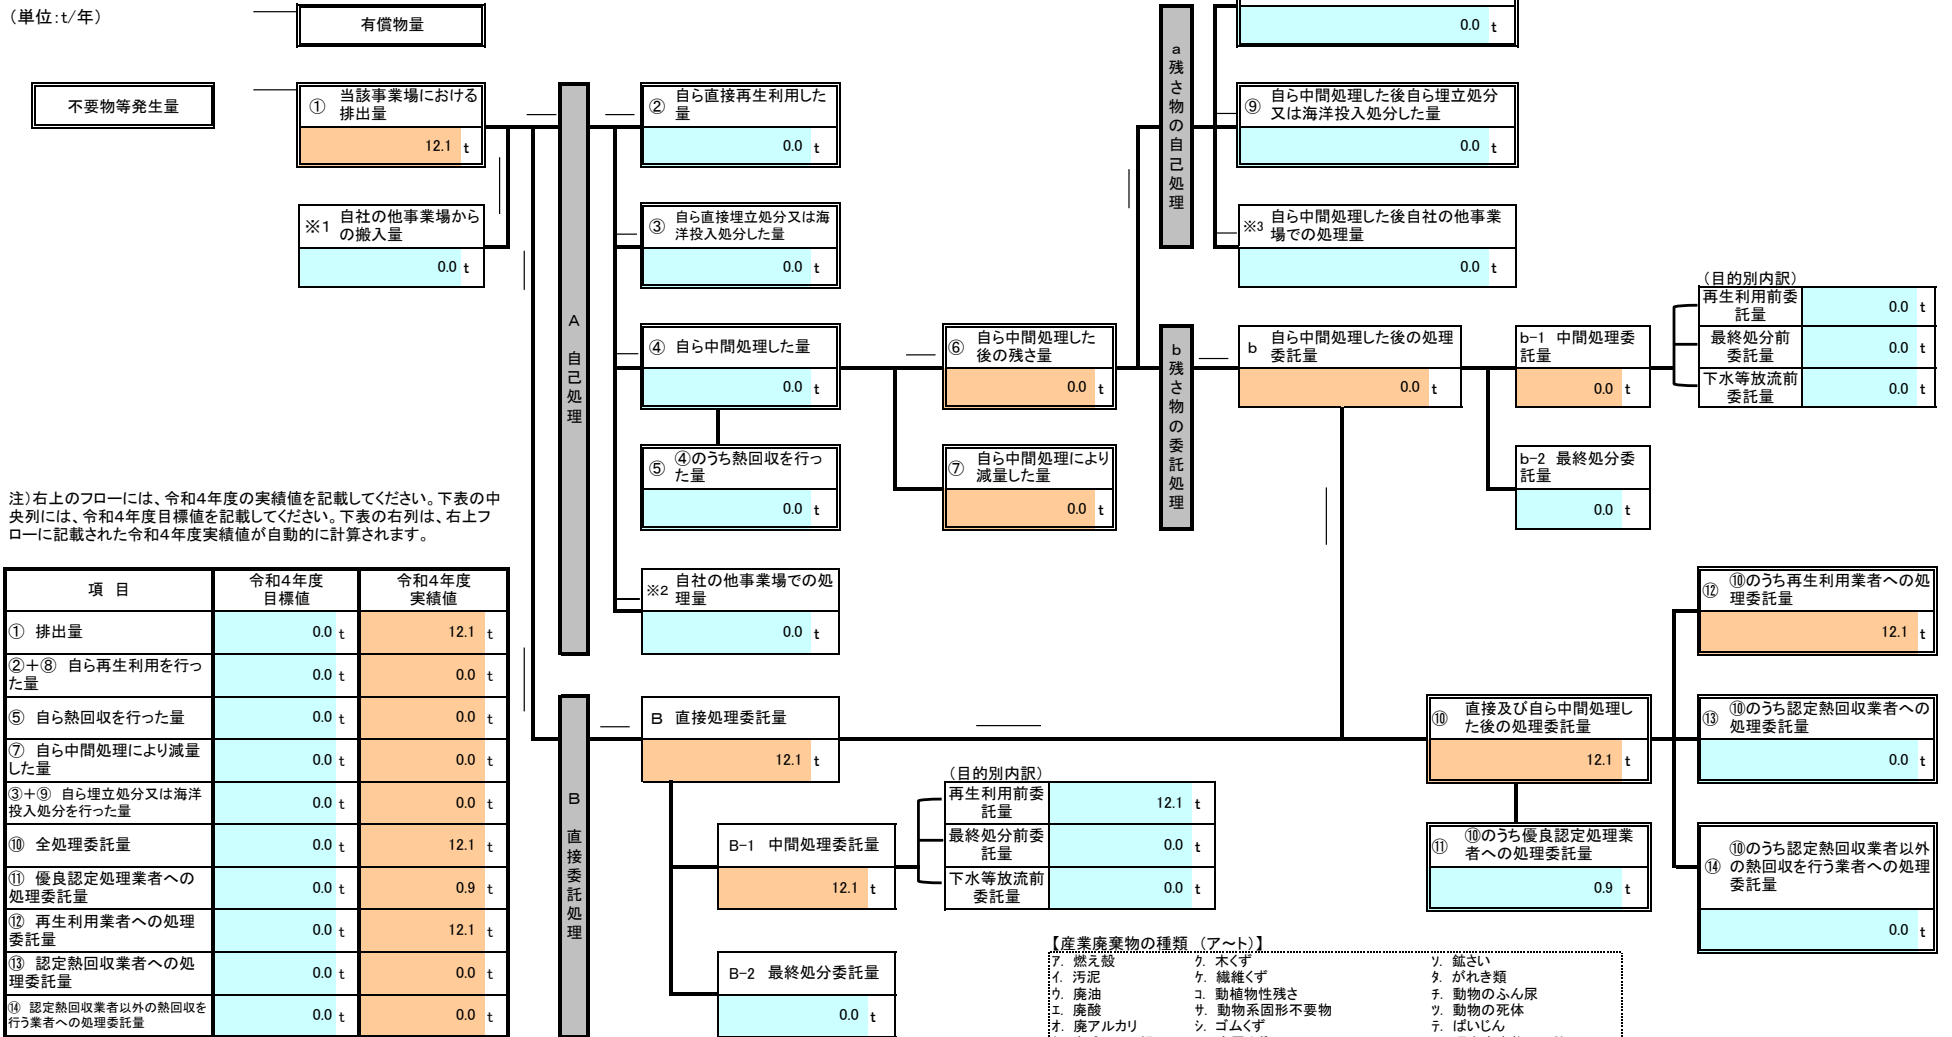 (単位:t/年)
有償物量
0.0 t
不要物等発生量
① 当該事業場における
排出量
12.1 t
※1 自社の他事業場から
の搬入量
0.0 t
A 自己処理
② 自ら直接再生利用した
量
0.0 t
③ 自ら直接埋立処分又は海
洋投入処分した量
0.0 t
④ 自ら中間処理した量
0.0 t
⑤ ④のうち熱回収を行っ
た量
0.0 t
※2 自社の他事業場での処
理量
0.0 t
⑥ 自ら中間処理した
後の残さ量
0.0 t
⑦ 自ら中間処理により
減量した量
0.0 t
a 残さ物の自己処理
⑨ 自ら中間処理した後自ら埋立処分
又は海洋投入処分した量
0.0 t
※3 自ら中間処理した後自社の他事業
場での処理量
0.0 t
b 残さ物の委託処理
b 自ら中間処理した後の処理
委託量
0.0 t
b-1 中間処理委
託量
0.0 t
b-2 最終処分委
託量
0.0 t
(目的別内訳)
再生利用前委
託量
0.0 t
最終処分前
委託量
0.0 t
下水等放流前
委託量
0.0 t
注)右上のフローには、令和4年度の実績値を記載してください。下表の中
央列には、令和4年度目標値を記載してください。下表の右列は、右上フ
ローに記載された令和4年度実績値が自動的に計算されます。
項 目 令和4年度 目標値 令和4年度 実績値
① 排出量 0.0 t 12.1 t
②+⑧ 自ら再生利用を行っ
た量 0.0 t 0.0 t
⑤ 自ら熱回収を行った量 0.0 t 0.0 t
⑦ 自ら中間処理により減量
した量 0.0 t 0.0 t
③+⑨ 自ら埋立処分又は海洋
投入処分を行った量 0.0 t 0.0 t
⑩ 全処理委託量 0.0 t 12.1 t
⑪ 優良認定処理業者への
処理委託量 0.0 t 0.9 t
⑫ 再生利用業者への処理
委託量 0.0 t 12.1 t
⑬ 認定熱回収業者への処
理委託量 0.0 t 0.0 t
⑭ 認定熱回収業者以外の熱回収を
行う業者への処理委託量 0.0 t 0.0 t
B 直接委託処理
B 直接処理委託量
12.1 t
B-1 中間処理委託量
12.1 t
B-2 最終処分委託量
0.0 t
(目的別内訳)
再生利用前委
託量
12.1 t
最終処分前委
託量
0.0 t
下水等放流前
委託量
0.0 t
⑩ 直接及び自ら中間処理し
た後の処理委託量
12.1 t
⑪ ⑩のうち優良認定処理業
者への処理委託量
0.9 t
⑫ ⑩のうち再生利用業者への処
理委託量
12.1 t
⑬ ⑩のうち認定熱回収業者への
処理委託量
0.0 t
⑭ ⑩のうち認定熱回収業者以外
の熱回収を行う業者への処理
委託量
0.0 t
【産業廃棄物の種類 (ア～ト)】
ア. 燃え殻 ク. 木くず ソ. 鉱さい
イ. 汚泥 ケ. 繊維くず タ. がれき類
ウ. 廃油 コ. 動植物性残さ チ. 動物のふん尿
エ. 廃酸 サ. 動物系固形不要物 ツ. 動物の死体
オ. 廃アルカリ シ. ゴムくず テ. ばいじん